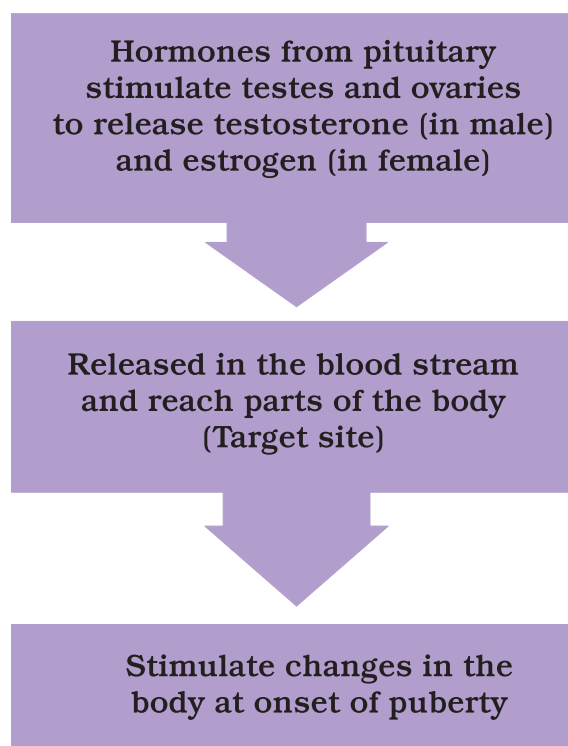 Hormones from pituitary
stimulate testes and ovaries
to release testosterone (in male)
and estrogen (in female)
Released in the blood stream
and reach parts of the body
(Target site)
Stimulate changes in the
body at onset of puberty